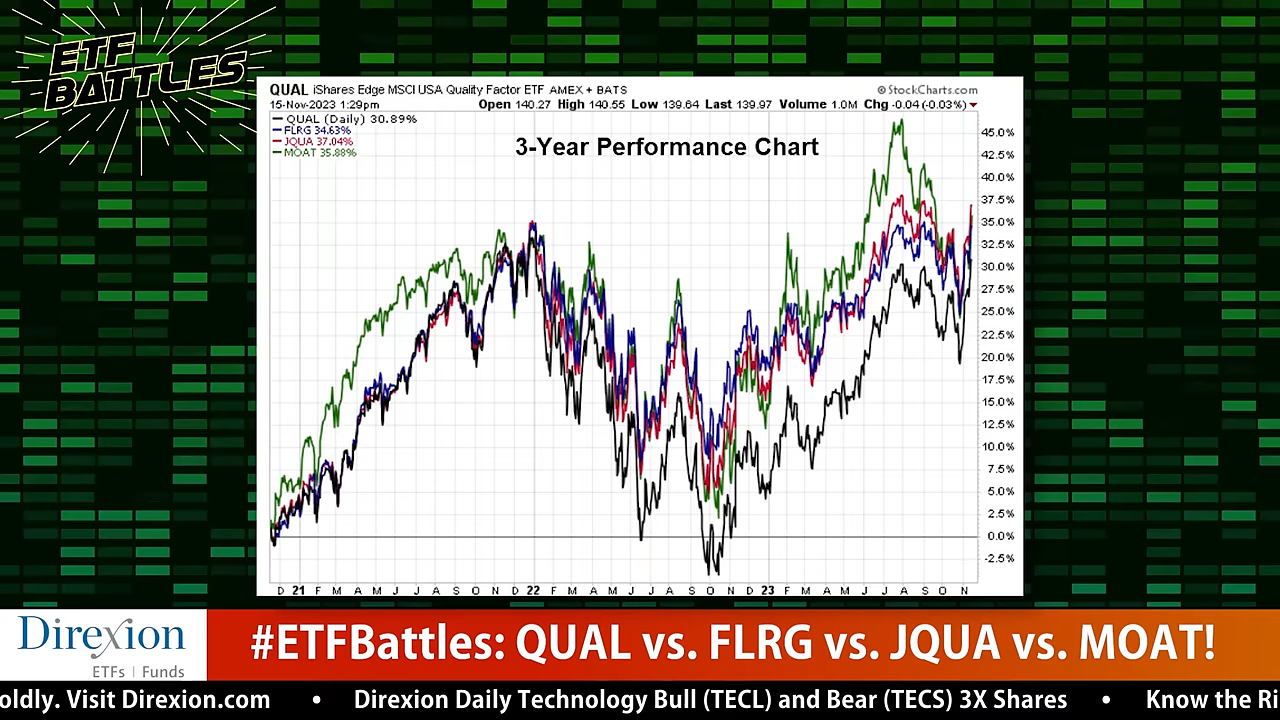 ETF
BATTLES
QUAL iShares Edge MSCI USA Quality Factor ETF AMEX + BATS
© StockCharts.com
15-Nov-2023 1:29pm
Open 140.27 High 140.55 Low 139.64 Last 139.97 Volume 1.0M Chg -0.04 (-0.03%)
QUAL (Daily) 30.89%
FLRG 34.63%
JQUA 37.04%
MOAT 35.88%
3-Year Performance Chart
45.0%
42.5%
40.0%
37.5%
35.0%
32.5%
30.0%
27.5%
25.0%
22.5%
20.0%
17.5%
15.0%
12.5%
10.0%
7.5%
5.0%
2.5%
0.0%
-2.5%
D 21 F M A M J J A S O N D 22 F M A M J J A S O N D 23 F M A M J J A S O N
Direxion
ETFs | Funds
#ETFBattles: QUAL vs. FLRG vs. JQUA vs. MOAT!
oldly. Visit Direxion.com • Direxion Daily Technology Bull (TECL) and Bear (TECS) 3X Shares • Know the Ri